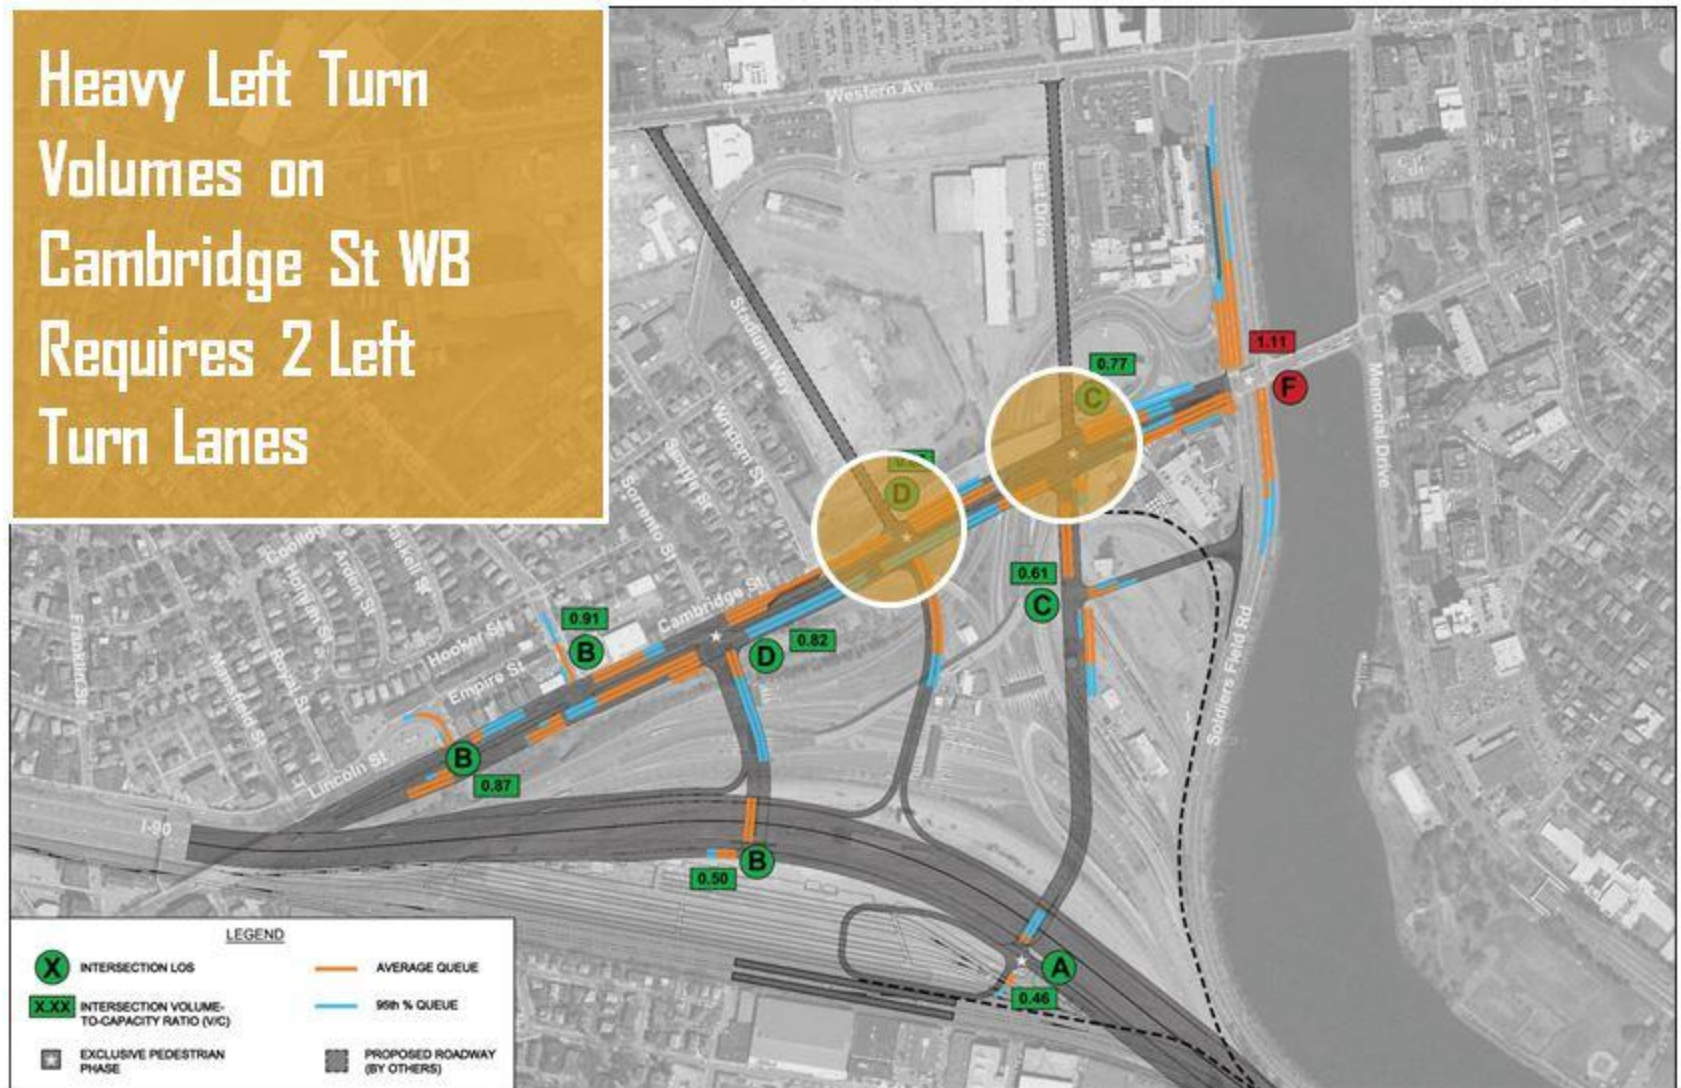 Heavy Left Turn
Volumes on
Cambridge St WB
Requires 2 Left
Turn Lanes
Western Ave
East Drive
Stadium Way
Windom St
Seattle St
Sorrento St
Cambridge St
Coolidge
Arden St
Holman St
Hooker St
Empire St
Royal St
Mansfield St
Franklin St
Lincoln St
I-90
Soldiers Field Rd
Memorial Drive
1.11
F
0.77
C
D
0.61
C
0.91
B
0.82
D
B
0.87
B
0.50
A
0.46
LEGEND
X INTERSECTION LOS
AVERAGE QUEUE
X.XX INTERSECTION VOLUME-
TO-CAPACITY RATIO (V/C)
95th % QUEUE
EXCLUSIVE PEDESTRIAN
PHASE
PROPOSED ROADWAY
(BY OTHERS)